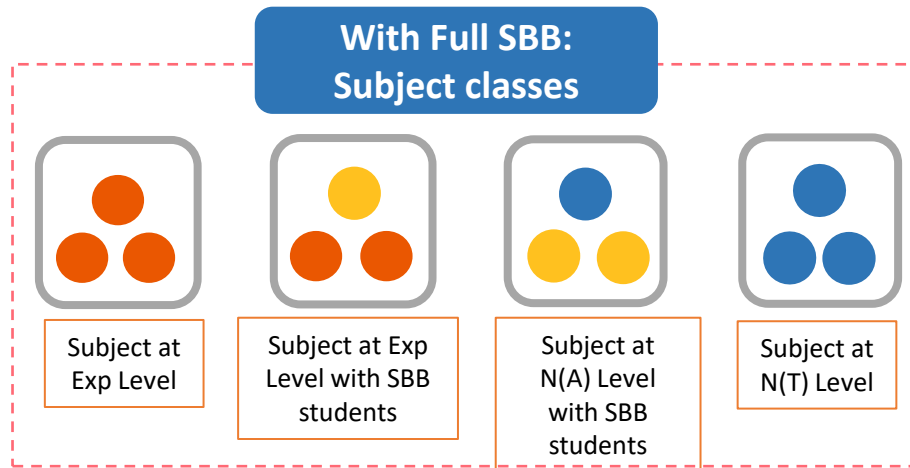 With Full SBB:
Subject classes
Subject at
Exp Level
Subject at Exp
Level with SBB
students
Subject at
N(A) Level
with SBB
students
Subject at
N(T) Level